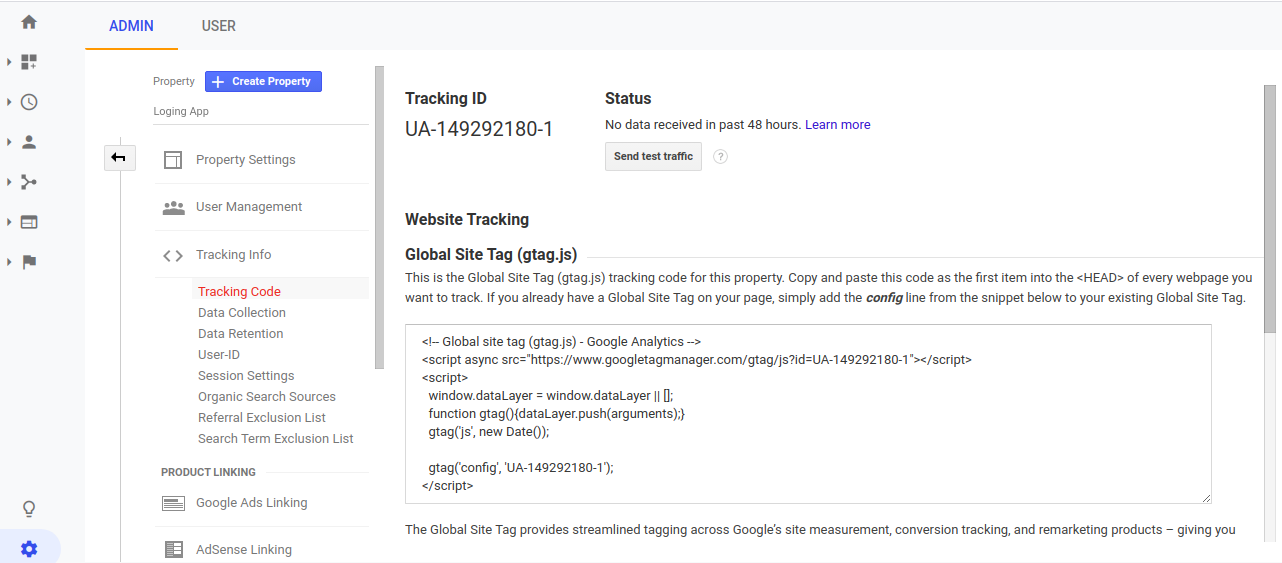 ADMIN
USER
Property
Create Property
Loging App
Property Settings
User Management
Tracking Info
Tracking Code
Data Collection
Data Retention
User-ID
Session Settings
Organic Search Sources
Referral Exclusion List
Search Term Exclusion List
PRODUCT LINKING
Google Ads Linking
AdSense Linking
Tracking ID
UA-149292180-1
Status
No data received in past 48 hours. Learn more
Send test traffic
?
Website Tracking
Global Site Tag (gtag.js)
This is the Global Site Tag (gtag.js) tracking code for this property. Copy and paste this code as the first item into the <HEAD> of every webpage you
want to track. If you already have a Global Site Tag on your page, simply add the config line from the snippet below to your existing Global Site Tag.
<!-- Global site tag (gtag.js) - Google Analytics -->
<script async src="https://www.googletagmanager.com/gtag/js?id=UA-149292180-1"></script>
<script>
window.dataLayer = window.dataLayer || [];
function gtag(){dataLayer.push(arguments);}
gtag('js', new Date());
gtag('config', 'UA-149292180-1');
</script>
The Global Site Tag provides streamlined tagging across Google's site measurement, conversion tracking, and remarketing products – giving you